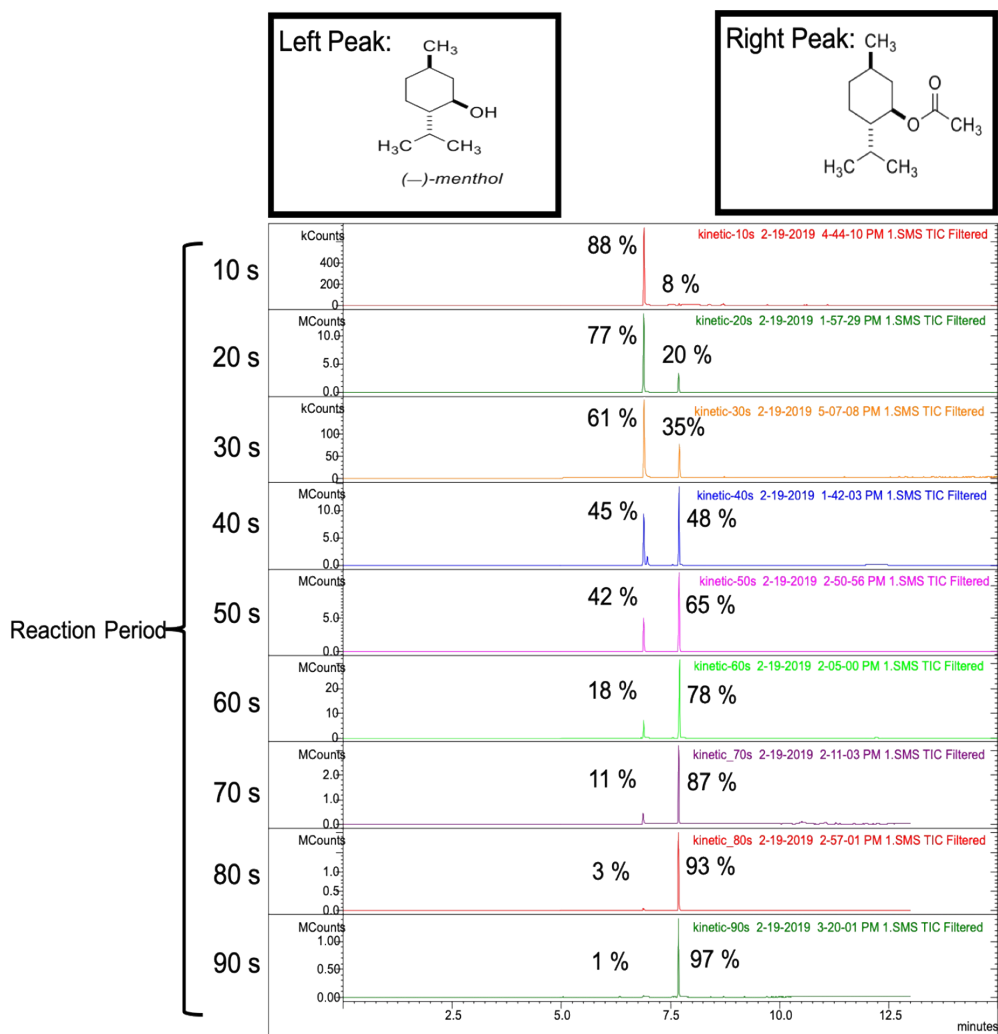 Left Peak:
CH3
OH
H3C CH3
(—)-menthol
Right Peak:
CH3
O
O CH3
H3C CH3
Reaction Period
10 s
kCounts
400
200
0
88 %
8 %
kinetic-10s 2-19-2019 4-44-10 PM 1.SMS TIC Filtered
20 s
MCounts
10.0
5.0
0.0
77 %
20 %
kinetic-20s 2-19-2019 1-57-29 PM 1.SMS TIC Filtered
30 s
kCounts
100
50
0
61 %
35%
kinetic-30s 2-19-2019 5-07-08 PM 1.SMS TIC Filtered
40 s
MCounts
10.0
5.0
0.0
45 %
48 %
kinetic-40s 2-19-2019 1-42-03 PM 1.SMS TIC Filtered
50 s
MCounts
5.0
0.0
42 %
65 %
kinetic-50s 2-19-2019 2-50-56 PM 1.SMS TIC Filtered
60 s
MCounts
20
10
0
18 %
78 %
kinetic-60s 2-19-2019 2-05-00 PM 1.SMS TIC Filtered
70 s
MCounts
2.0
1.0
0.0
11 %
87 %
kinetic_70s 2-19-2019 2-11-03 PM 1.SMS TIC Filtered
80 s
MCounts
1.0
0.5
0.0
3 %
93 %
kinetic_80s 2-19-2019 2-57-01 PM 1.SMS TIC Filtered
90 s
MCounts
1.00
0.50
0.00
1 %
97 %
kinetic-90s 2-19-2019 3-20-01 PM 1.SMS TIC Filtered
2.5 5.0 7.5 10.0 12.5
minutes